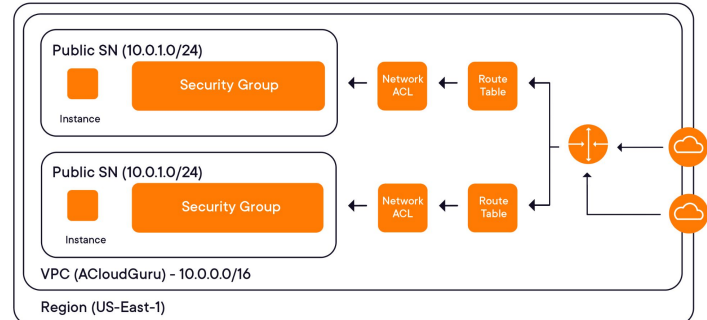 Public SN (10.0.1.0/24)
Security Group
Instance
Network
ACL
Route
Table
Public SN (10.0.1.0/24)
Security Group
Instance
Network
ACL
Route
Table
VPC (ACloudGuru) - 10.0.0.0/16
Region (US-East-1)